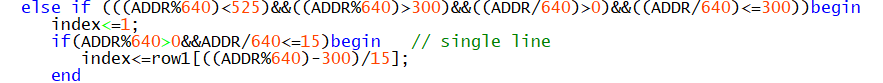 else if (((ADDR%640)<525)&&((ADDR%640)>300)&&((ADDR/640)>0)&&((ADDR/640)<=300))begin
index<=1;
if(ADDR%640>0&&ADDR/640<=15)begin // single line
index<=row1[((ADDR%640)-300)/15];
end